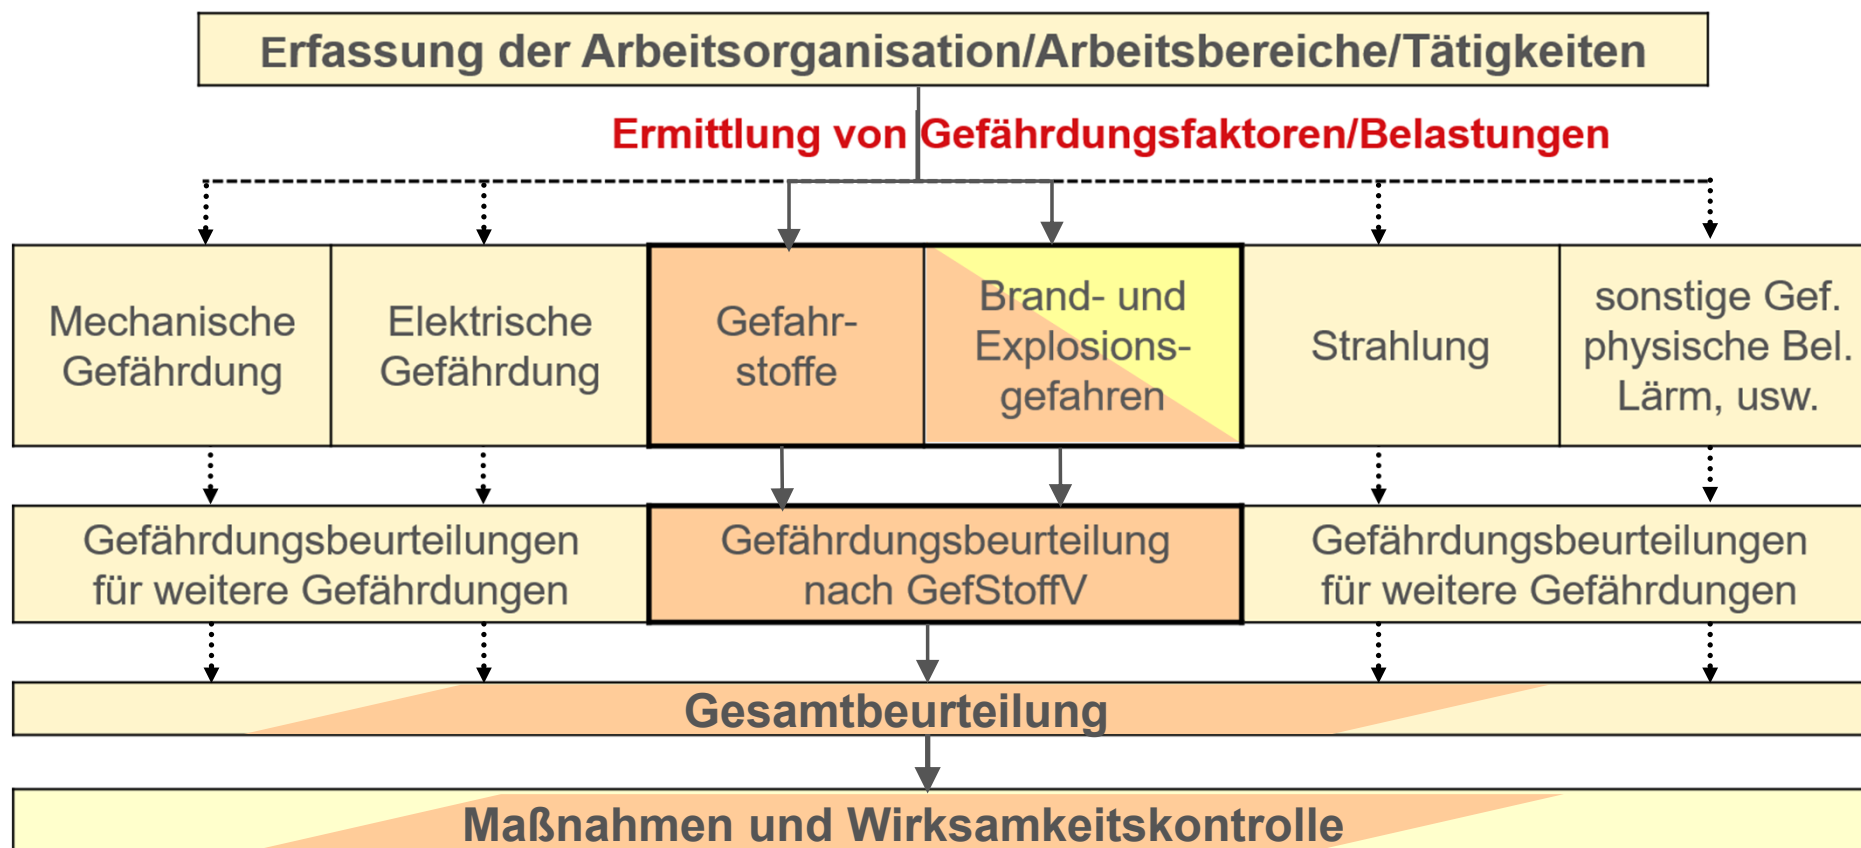 Erfassung der Arbeitsorganisation/Arbeitsbereiche/Tätigkeiten
Ermittlung von Gefährdungsfaktoren/Belastungen
Mechanische
Gefährdung
Elektrische
Gefährdung
Gefahr-
stoffe
Brand- und
Explosions-
gefahren
Strahlung
sonstige Gef.
physische Bel.
Lärm, usw.
Gefährdungsbeurteilungen
für weitere Gefährdungen
Gefährdungsbeurteilung
nach GefStoffV
Gefährdungsbeurteilungen
für weitere Gefährdungen
Gesamtbeurteilung
Maßnahmen und Wirksamkeitskontrolle